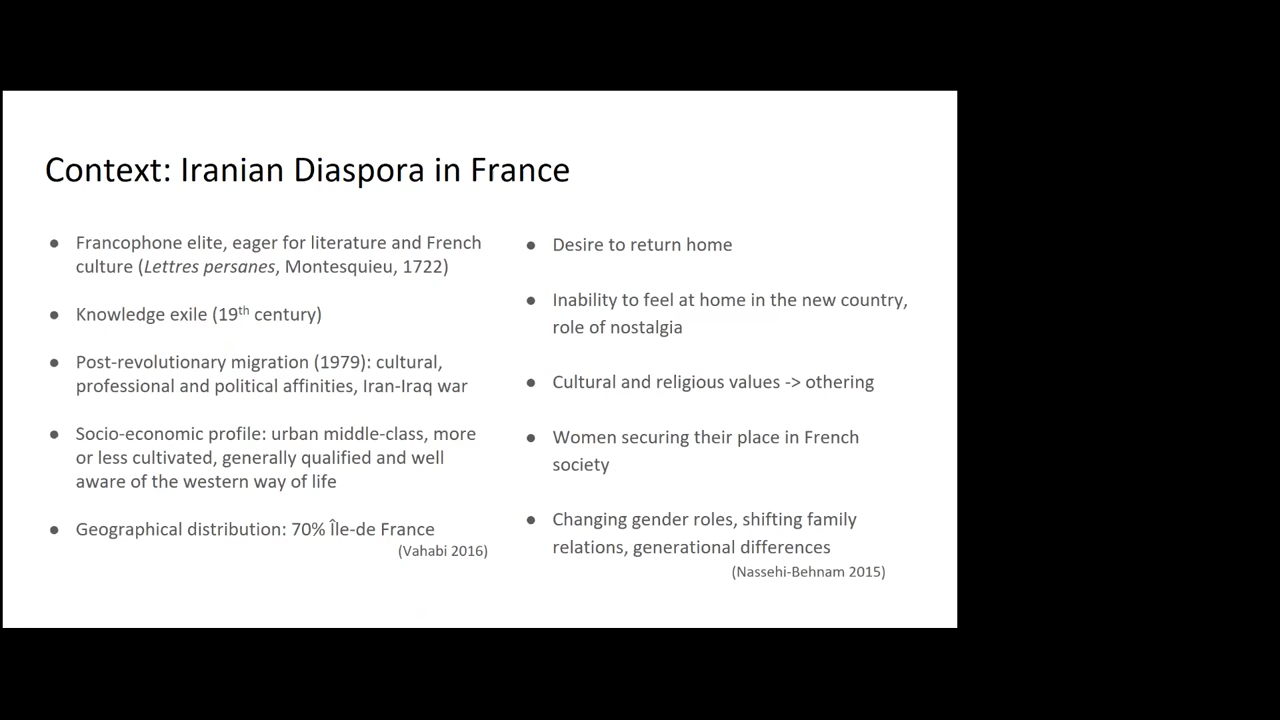 Context: Iranian Diaspora in France
● Francophone elite, eager for literature and French
culture (Lettres persanes, Montesquieu, 1722)
● Knowledge exile (19th century)
● Post-revolutionary migration (1979): cultural,
professional and political affinities, Iran-Iraq war
● Socio-economic profile: urban middle-class, more
or less cultivated, generally qualified and well
aware of the western way of life
● Geographical distribution: 70% Île-de France
(Vahabi 2016)
● Desire to return home
● Inability to feel at home in the new country,
role of nostalgia
● Cultural and religious values -> othering
● Women securing their place in French
society
● Changing gender roles, shifting family
relations, generational differences
(Nassehi-Behnam 2015)